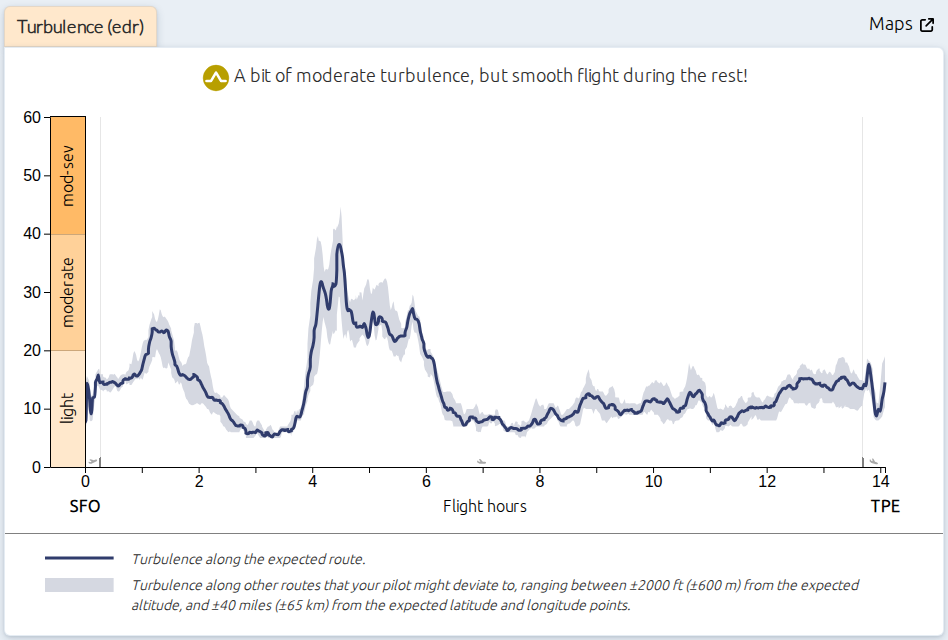 Turbulence (edr)
Maps
A bit of moderate turbulence, but smooth flight during the rest!
60
50
40
30
20
10
0
mod-sev
moderate
light
0 2 4 6 8 10 12 14
SFO Flight hours TPE
Turbulence along the expected route.
Turbulence along other routes that your pilot might deviate to, ranging between ±2000 ft (±600 m) from the expected
altitude, and ±40 miles (±65 km) from the expected latitude and longitude points.